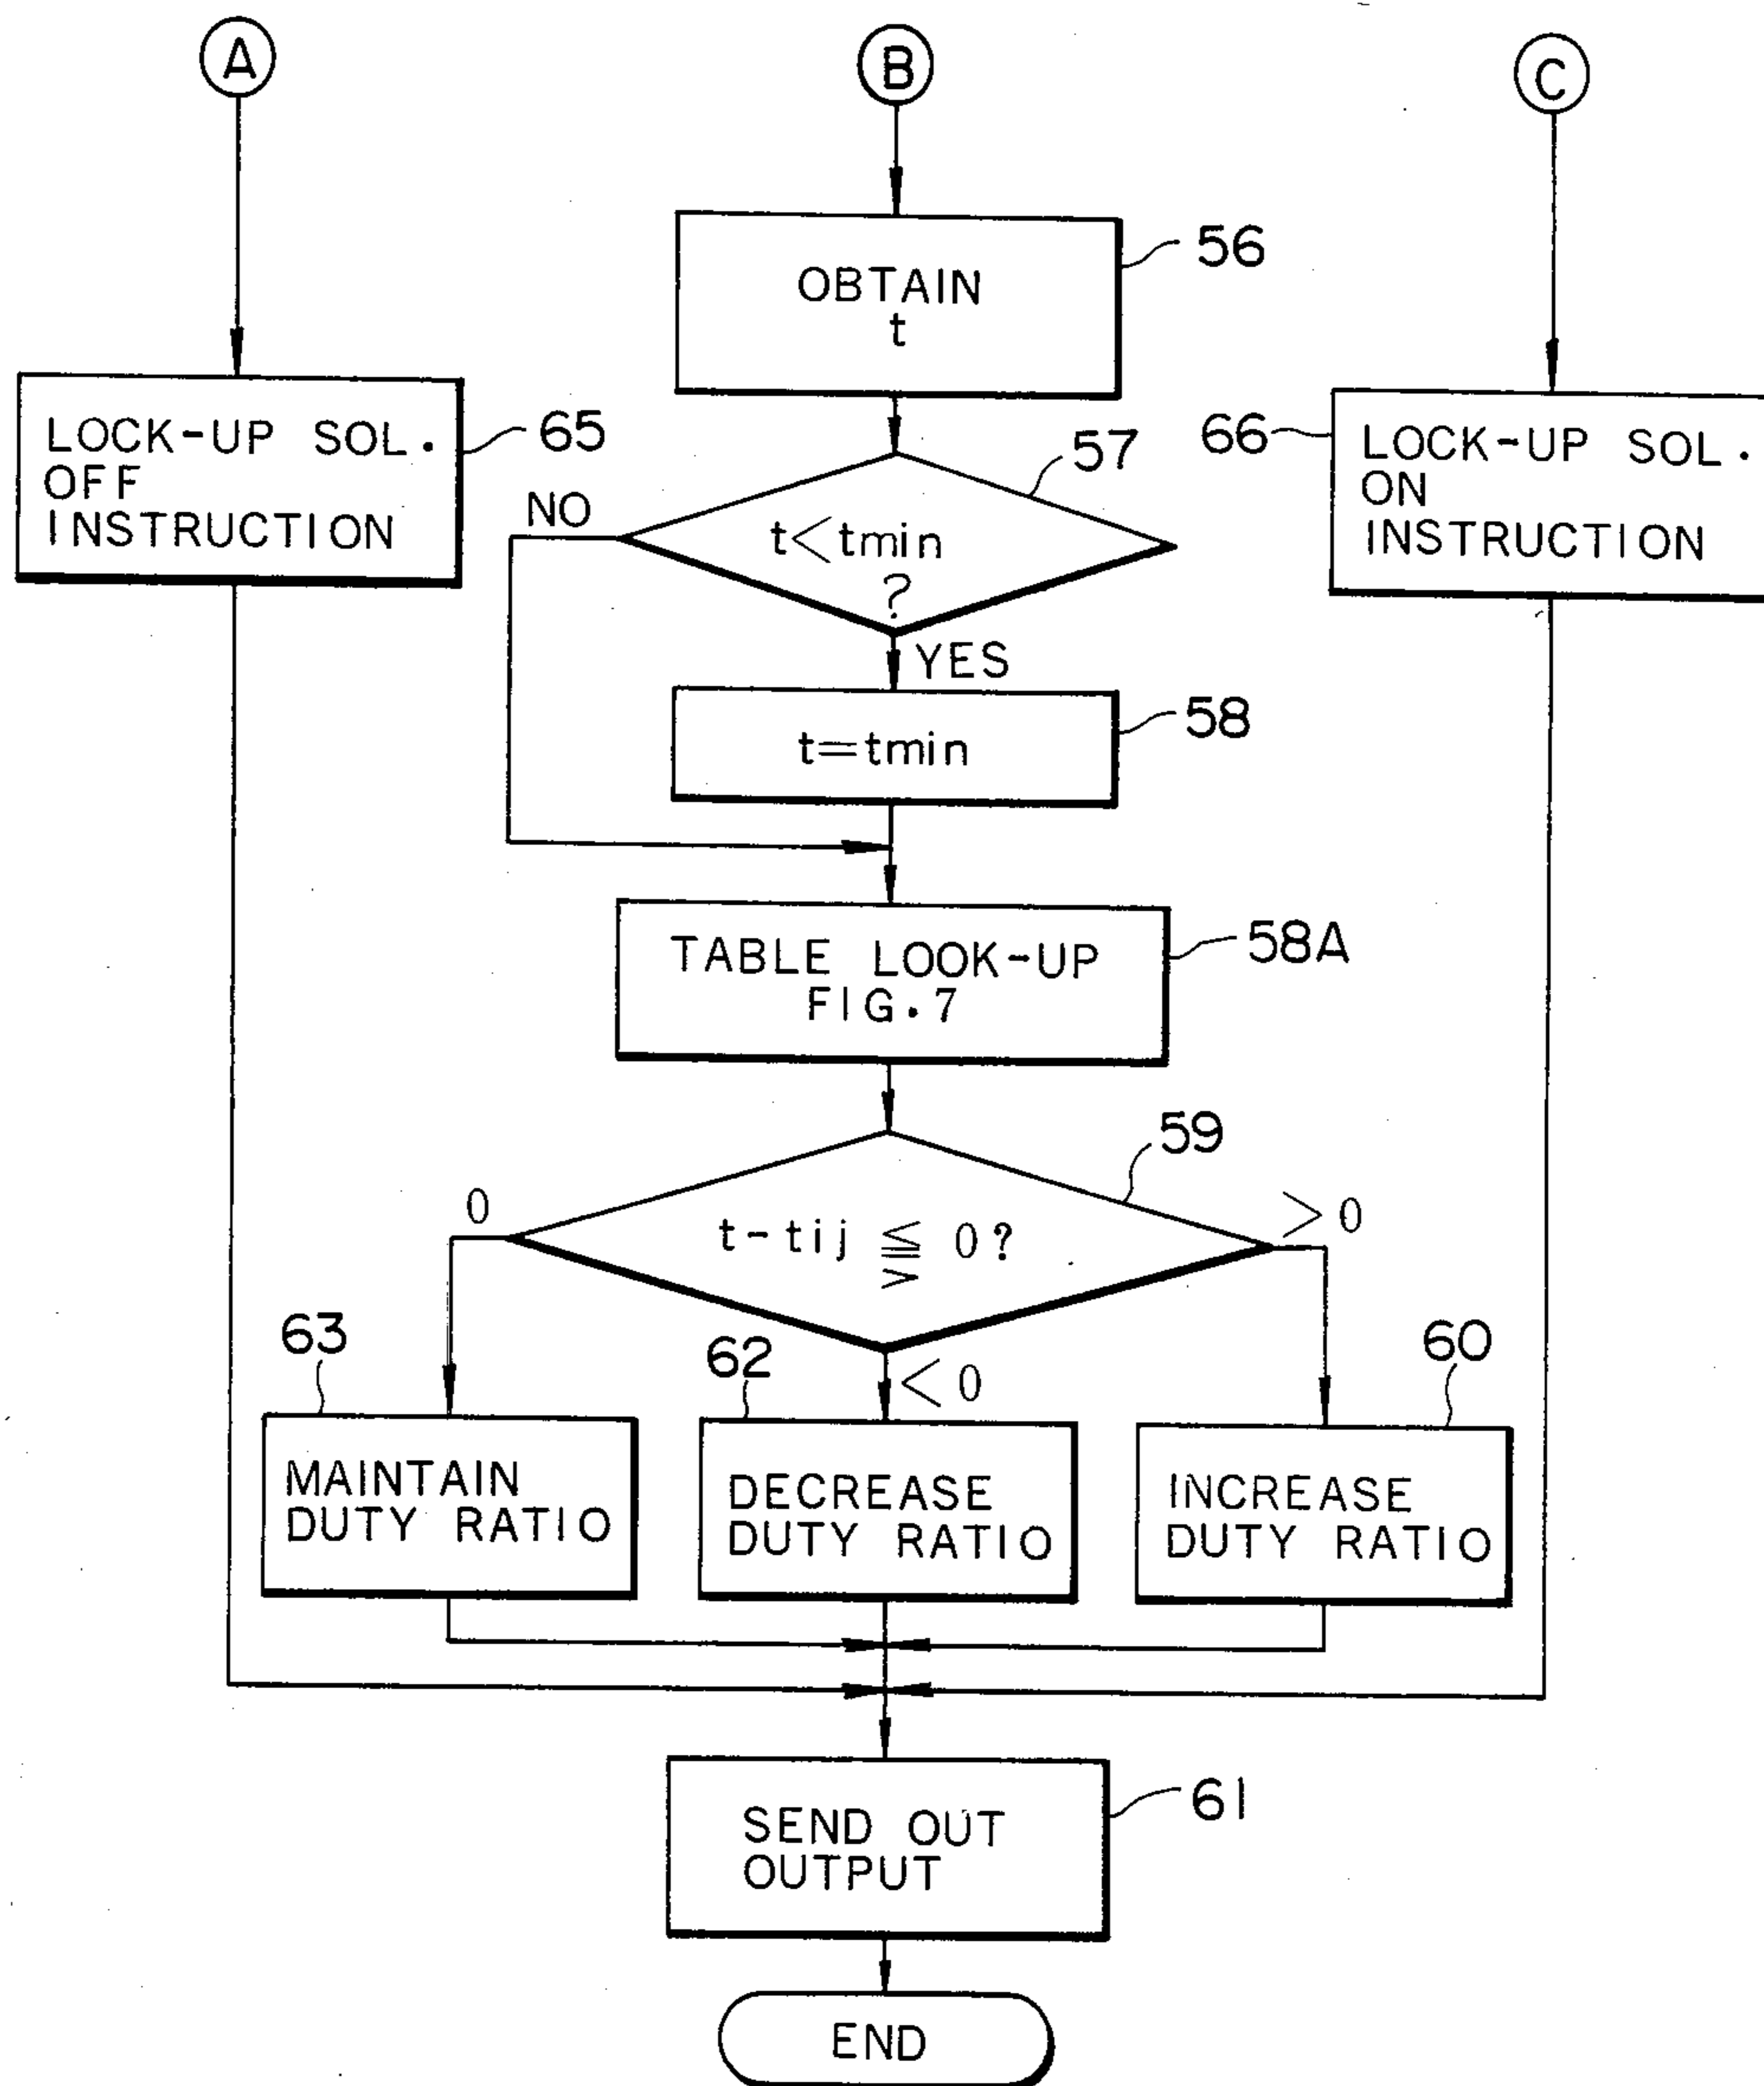 A
B
C
OBTAIN
t
56
LOCK-UP SOL.
OFF
INSTRUCTION
65
66
LOCK-UP SOL.
ON
INSTRUCTION
57
NO
t<tmin
?
YES
58
t=tmin
58A
TABLE LOOK-UP
FIG.7
59
0
t-tij ≦ 0?
>
>0
63
62
<0
60
MAINTAIN
DUTY RATIO
DECREASE
DUTY RATIO
INCREASE
DUTY RATIO
61
SEND OUT
OUTPUT
END